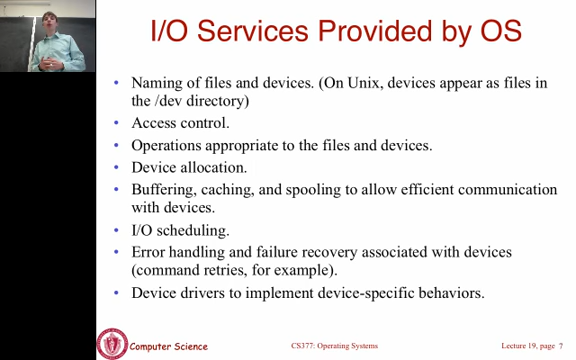 I/O Services Provided by OS
• Naming of files and devices. (On Unix, devices appear as files in
the /dev directory)
• Access control.
• Operations appropriate to the files and devices.
• Device allocation.
• Buffering, caching, and spooling to allow efficient communication
with devices.
• I/O scheduling.
• Error handling and failure recovery associated with devices
(command retries, for example).
• Device drivers to implement device-specific behaviors.
Computer Science
CS377: Operating Systems
Lecture 19, page 7